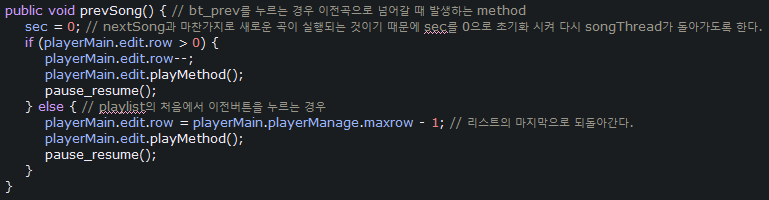 public void prevSong() { // bt_prev를 누르는 경우 이전곡으로 넘어갈 때 발생하는 method
sec = 0; // nextSong과 마찬가지로 새로운 곡이 실행되는 것이기 때문에 sec를 0으로 초기화 시켜 다시 songThread가 돌아가도록 한다.
if (playerMain.edit.row > 0) {
playerMain.edit.row--;
playerMain.edit.playMethod();
pause_resume();
} else { // playlist의 처음에서 이전버튼을 누르는 경우
playerMain.edit.row = playerMain.playerManage.maxrow - 1; // 리스트의 마지막으로 되돌아간다.
playerMain.edit.playMethod();
pause_resume();
}
}